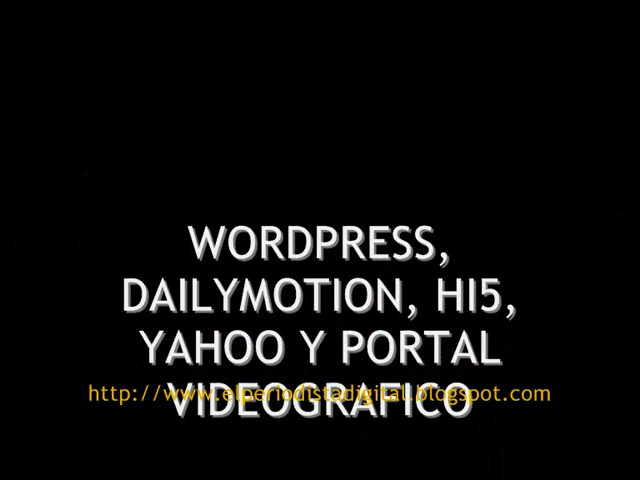 WORDPRESS,
DAILYMOTION, HI5,
YAHOO Y PORTAL
http://www.elperiodistadigital.blogspot.com
VIDEOGRAFICO